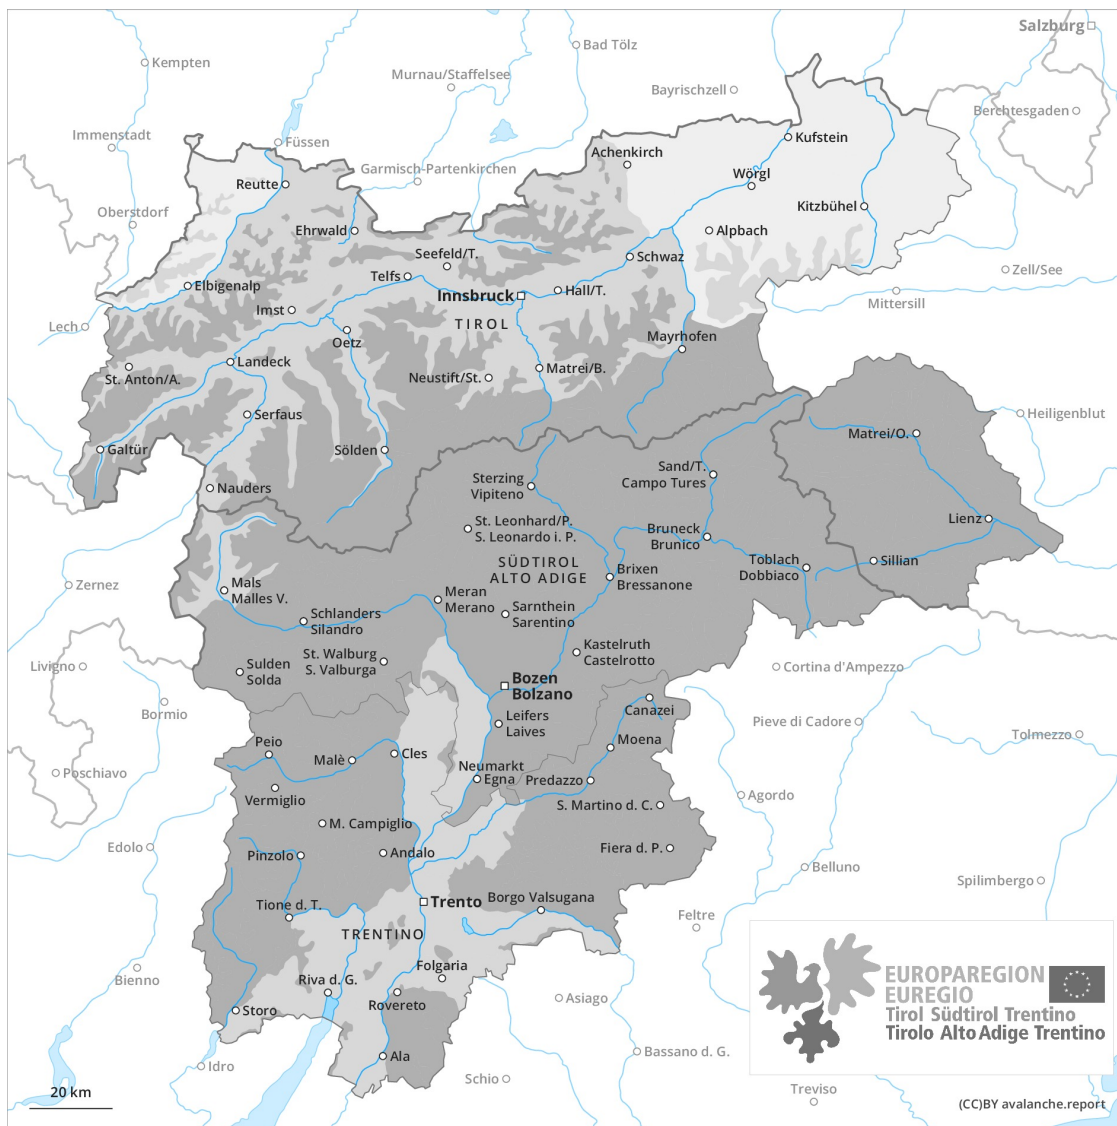 Salzburg
Bad Tölz
Kempten
Murnau/Staffelsee
Bayrischzell
Berchtesgaden
Immenstadt
Füssen
Kufstein
Achenkirch
Garmisch-Partenkirchen
Wörgl
Reutte
Oberstdorf
Kitzbühel
Ehrwald
Alpbach
Seefeld/T.
Schwaz
Telfs
Zell/See
Elbigenalp
Hall/T.
Innsbruck
Mittersill
Imst
TIROL
Lech
Oetz
Mayrhofen
Landeck
Matrei/B.
St. Anton/A.
Neustift/St.
Serfaus
Heiligenblut
Matrei/O.
Galtür
Sölden
Sand/T.
Campo Tures
Sterzing
Vipiteno
Nauders
Lienz
St. Leonhard/P.
S. Leonardo i. P.
Bruneck
Brunico
SÜDTIROL
ALTO ADIGE
Toblach
Dobbiaco
Sillian
Brixen
Bressanone
Zernez
Mals
Malles V.
Meran
Merano
Schlanders
Silandro
Sarnthein
Sarentino
Kastelruth
Castelrotto
St. Walburg
S. Valburga
Livigno
Sulden
Solda
Cortina d'Ampezzo
Bozen
Bolzano
Bormio
Canazei
Leifers
Laives
Pieve di Cadore
Tolmezzo
Moena
Peio
Malè
Cles
Poschiavo
Neumarkt
Egna
Predazzo
Vermiglio
Agordo
S. Martino d. C.
M. Campiglio
Edolo
Pinzolo
Andalo
Fiera d. P.
Belluno
Spilimbergo
Trento
Borgo Valsugana
Tione d. T.
Feltre
TRENTINO
Bienno
Folgaria
Riva d. G.
Rovereto
Asiago
Storo
Ala
Bassano d. G.
Idro
Schio
Treviso
20 km
EUROPAREGION
EUREGIO
Tirol Südtirol Trentino
Tirolo Alto Adige Trentino
(CC)BY avalanche.report